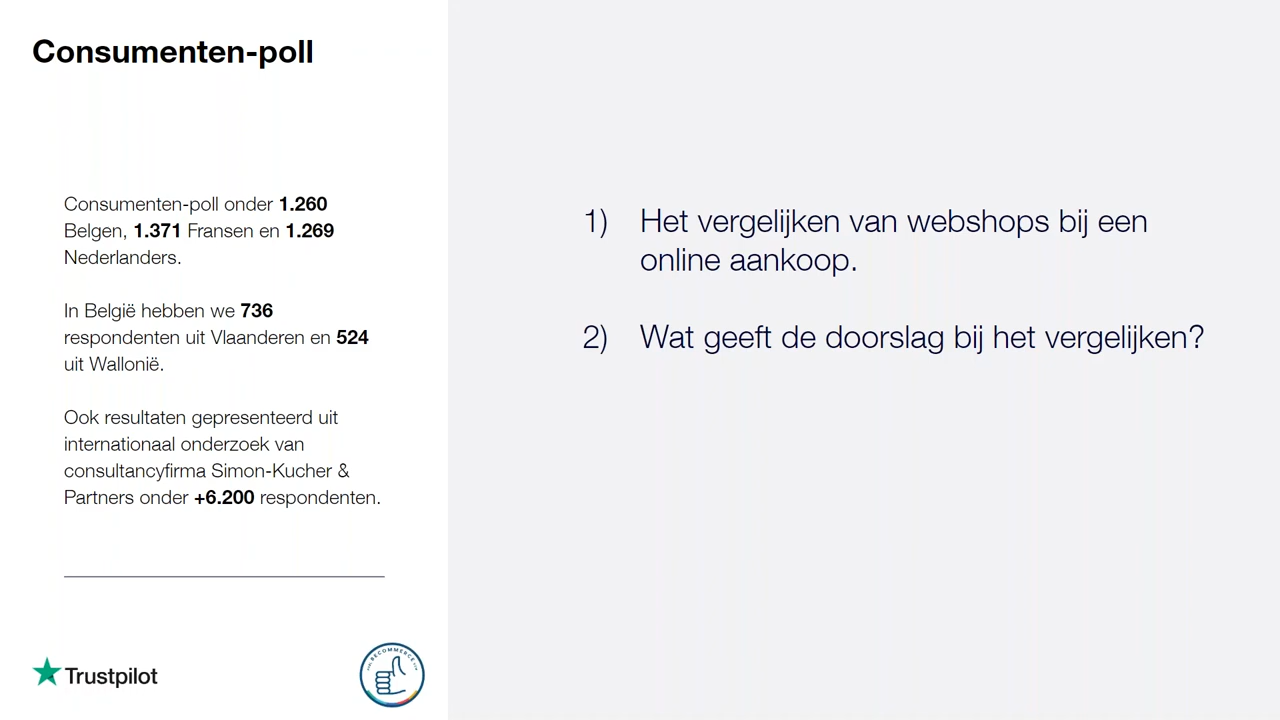 Consumenten-poll
Consumenten-poll onder 1.260
Belgen, 1.371 Fransen en 1.269
Nederlanders.
In België hebben we 736
respondenten uit Vlaanderen en 524
uit Wallonië.
Ook resultaten gepresenteerd uit
internationaal onderzoek van
consultancyfirma Simon-Kucher &
Partners onder +6.200 respondenten.
Trustpilot
BECOMMERCE
1) Het vergelijken van webshops bij een
online aankoop.
2) Wat geeft de doorslag bij het vergelijken?